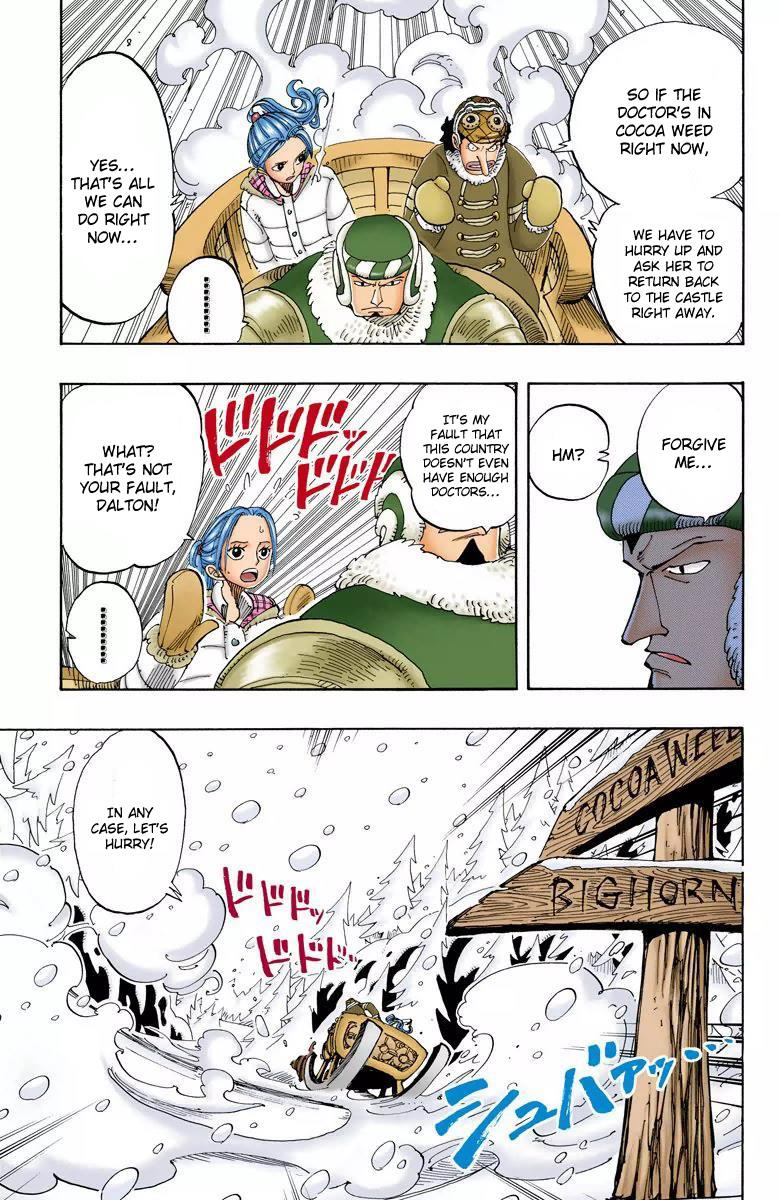 SO IF THE
DOCTOR'S IN
COCOA WEED
RIGHT NOW,
WE HAVE TO
HURRY UP AND
ASK HER TO
RETURN BACK
TO THE CASTLE
RIGHT AWAY.
YES...
THAT'S ALL
WE CAN
DO RIGHT
NOW...
..........
FORGIVE
ME...
HM?
IT'S MY
FAULT THAT
THIS COUNTRY
DOESN'T EVEN
HAVE ENOUGH
DOCTORS...
ドドドッ
ドドド
WHAT?
THAT'S NOT
YOUR FAULT,
DALTON!
..........
COCOA WEED
BIGHORN
IN ANY
CASE, LET'S
HURRY!
ドドドッ
ドドド
シュバァッ…